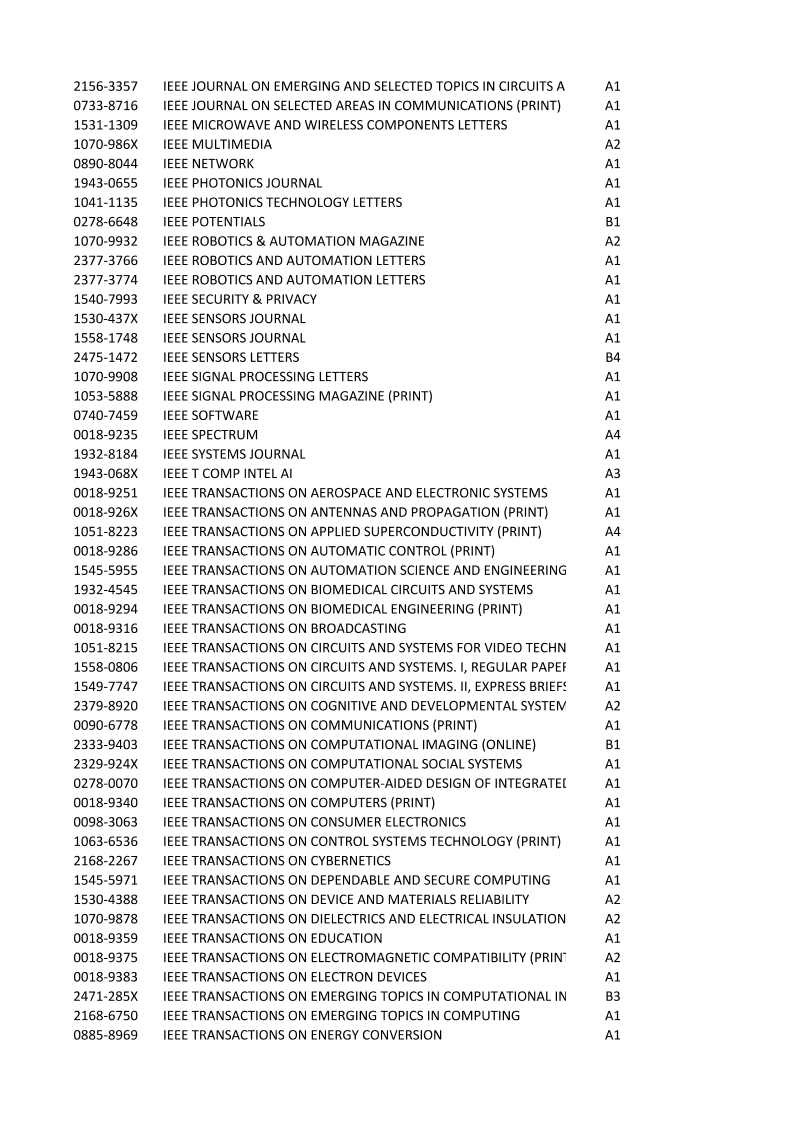 2156-3357 IEEE JOURNAL ON EMERGING AND SELECTED TOPICS IN CIRCUITS A A1
0733-8716 IEEE JOURNAL ON SELECTED AREAS IN COMMUNICATIONS (PRINT) A1
1531-1309 IEEE MICROWAVE AND WIRELESS COMPONENTS LETTERS A1
1070-986X IEEE MULTIMEDIA A2
0890-8044 IEEE NETWORK A1
1943-0655 IEEE PHOTONICS JOURNAL A1
1041-1135 IEEE PHOTONICS TECHNOLOGY LETTERS A1
0278-6648 IEEE POTENTIALS B1
1070-9932 IEEE ROBOTICS & AUTOMATION MAGAZINE A2
2377-3766 IEEE ROBOTICS AND AUTOMATION LETTERS A1
2377-3774 IEEE ROBOTICS AND AUTOMATION LETTERS A1
1540-7993 IEEE SECURITY & PRIVACY A1
1530-437X IEEE SENSORS JOURNAL A1
1558-1748 IEEE SENSORS JOURNAL A1
2475-1472 IEEE SENSORS LETTERS B4
1070-9908 IEEE SIGNAL PROCESSING LETTERS A1
1053-5888 IEEE SIGNAL PROCESSING MAGAZINE (PRINT) A1
0740-7459 IEEE SOFTWARE A1
0018-9235 IEEE SPECTRUM A4
1932-8184 IEEE SYSTEMS JOURNAL A1
1943-068X IEEE T COMP INTEL AI A3
0018-9251 IEEE TRANSACTIONS ON AEROSPACE AND ELECTRONIC SYSTEMS A1
0018-926X IEEE TRANSACTIONS ON ANTENNAS AND PROPAGATION (PRINT) A1
1051-8223 IEEE TRANSACTIONS ON APPLIED SUPERCONDUCTIVITY (PRINT) A4
0018-9286 IEEE TRANSACTIONS ON AUTOMATIC CONTROL (PRINT) A1
1545-5955 IEEE TRANSACTIONS ON AUTOMATION SCIENCE AND ENGINEERING A1
1932-4545 IEEE TRANSACTIONS ON BIOMEDICAL CIRCUITS AND SYSTEMS A1
0018-9294 IEEE TRANSACTIONS ON BIOMEDICAL ENGINEERING (PRINT) A1
0018-9316 IEEE TRANSACTIONS ON BROADCASTING A1
1051-8215 IEEE TRANSACTIONS ON CIRCUITS AND SYSTEMS FOR VIDEO TECHN A1
1558-0806 IEEE TRANSACTIONS ON CIRCUITS AND SYSTEMS. I, REGULAR PAPER A1
1549-7747 IEEE TRANSACTIONS ON CIRCUITS AND SYSTEMS. II, EXPRESS BRIEFS A1
2379-8920 IEEE TRANSACTIONS ON COGNITIVE AND DEVELOPMENTAL SYSTEM A2
0090-6778 IEEE TRANSACTIONS ON COMMUNICATIONS (PRINT) A1
2333-9403 IEEE TRANSACTIONS ON COMPUTATIONAL IMAGING (ONLINE) B1
2329-924X IEEE TRANSACTIONS ON COMPUTATIONAL SOCIAL SYSTEMS A1
0278-0070 IEEE TRANSACTIONS ON COMPUTER-AIDED DESIGN OF INTEGRATED A1
0018-9340 IEEE TRANSACTIONS ON COMPUTERS (PRINT) A1
0098-3063 IEEE TRANSACTIONS ON CONSUMER ELECTRONICS A1
1063-6536 IEEE TRANSACTIONS ON CONTROL SYSTEMS TECHNOLOGY (PRINT) A1
2168-2267 IEEE TRANSACTIONS ON CYBERNETICS A1
1545-5971 IEEE TRANSACTIONS ON DEPENDABLE AND SECURE COMPUTING A1
1530-4388 IEEE TRANSACTIONS ON DEVICE AND MATERIALS RELIABILITY A2
1070-9878 IEEE TRANSACTIONS ON DIELECTRICS AND ELECTRICAL INSULATION A2
0018-9359 IEEE TRANSACTIONS ON EDUCATION A1
0018-9375 IEEE TRANSACTIONS ON ELECTROMAGNETIC COMPATIBILITY (PRINT A2
0018-9383 IEEE TRANSACTIONS ON ELECTRON DEVICES A1
2471-285X IEEE TRANSACTIONS ON EMERGING TOPICS IN COMPUTATIONAL IN B3
2168-6750 IEEE TRANSACTIONS ON EMERGING TOPICS IN COMPUTING A1
0885-8969 IEEE TRANSACTIONS ON ENERGY CONVERSION A1